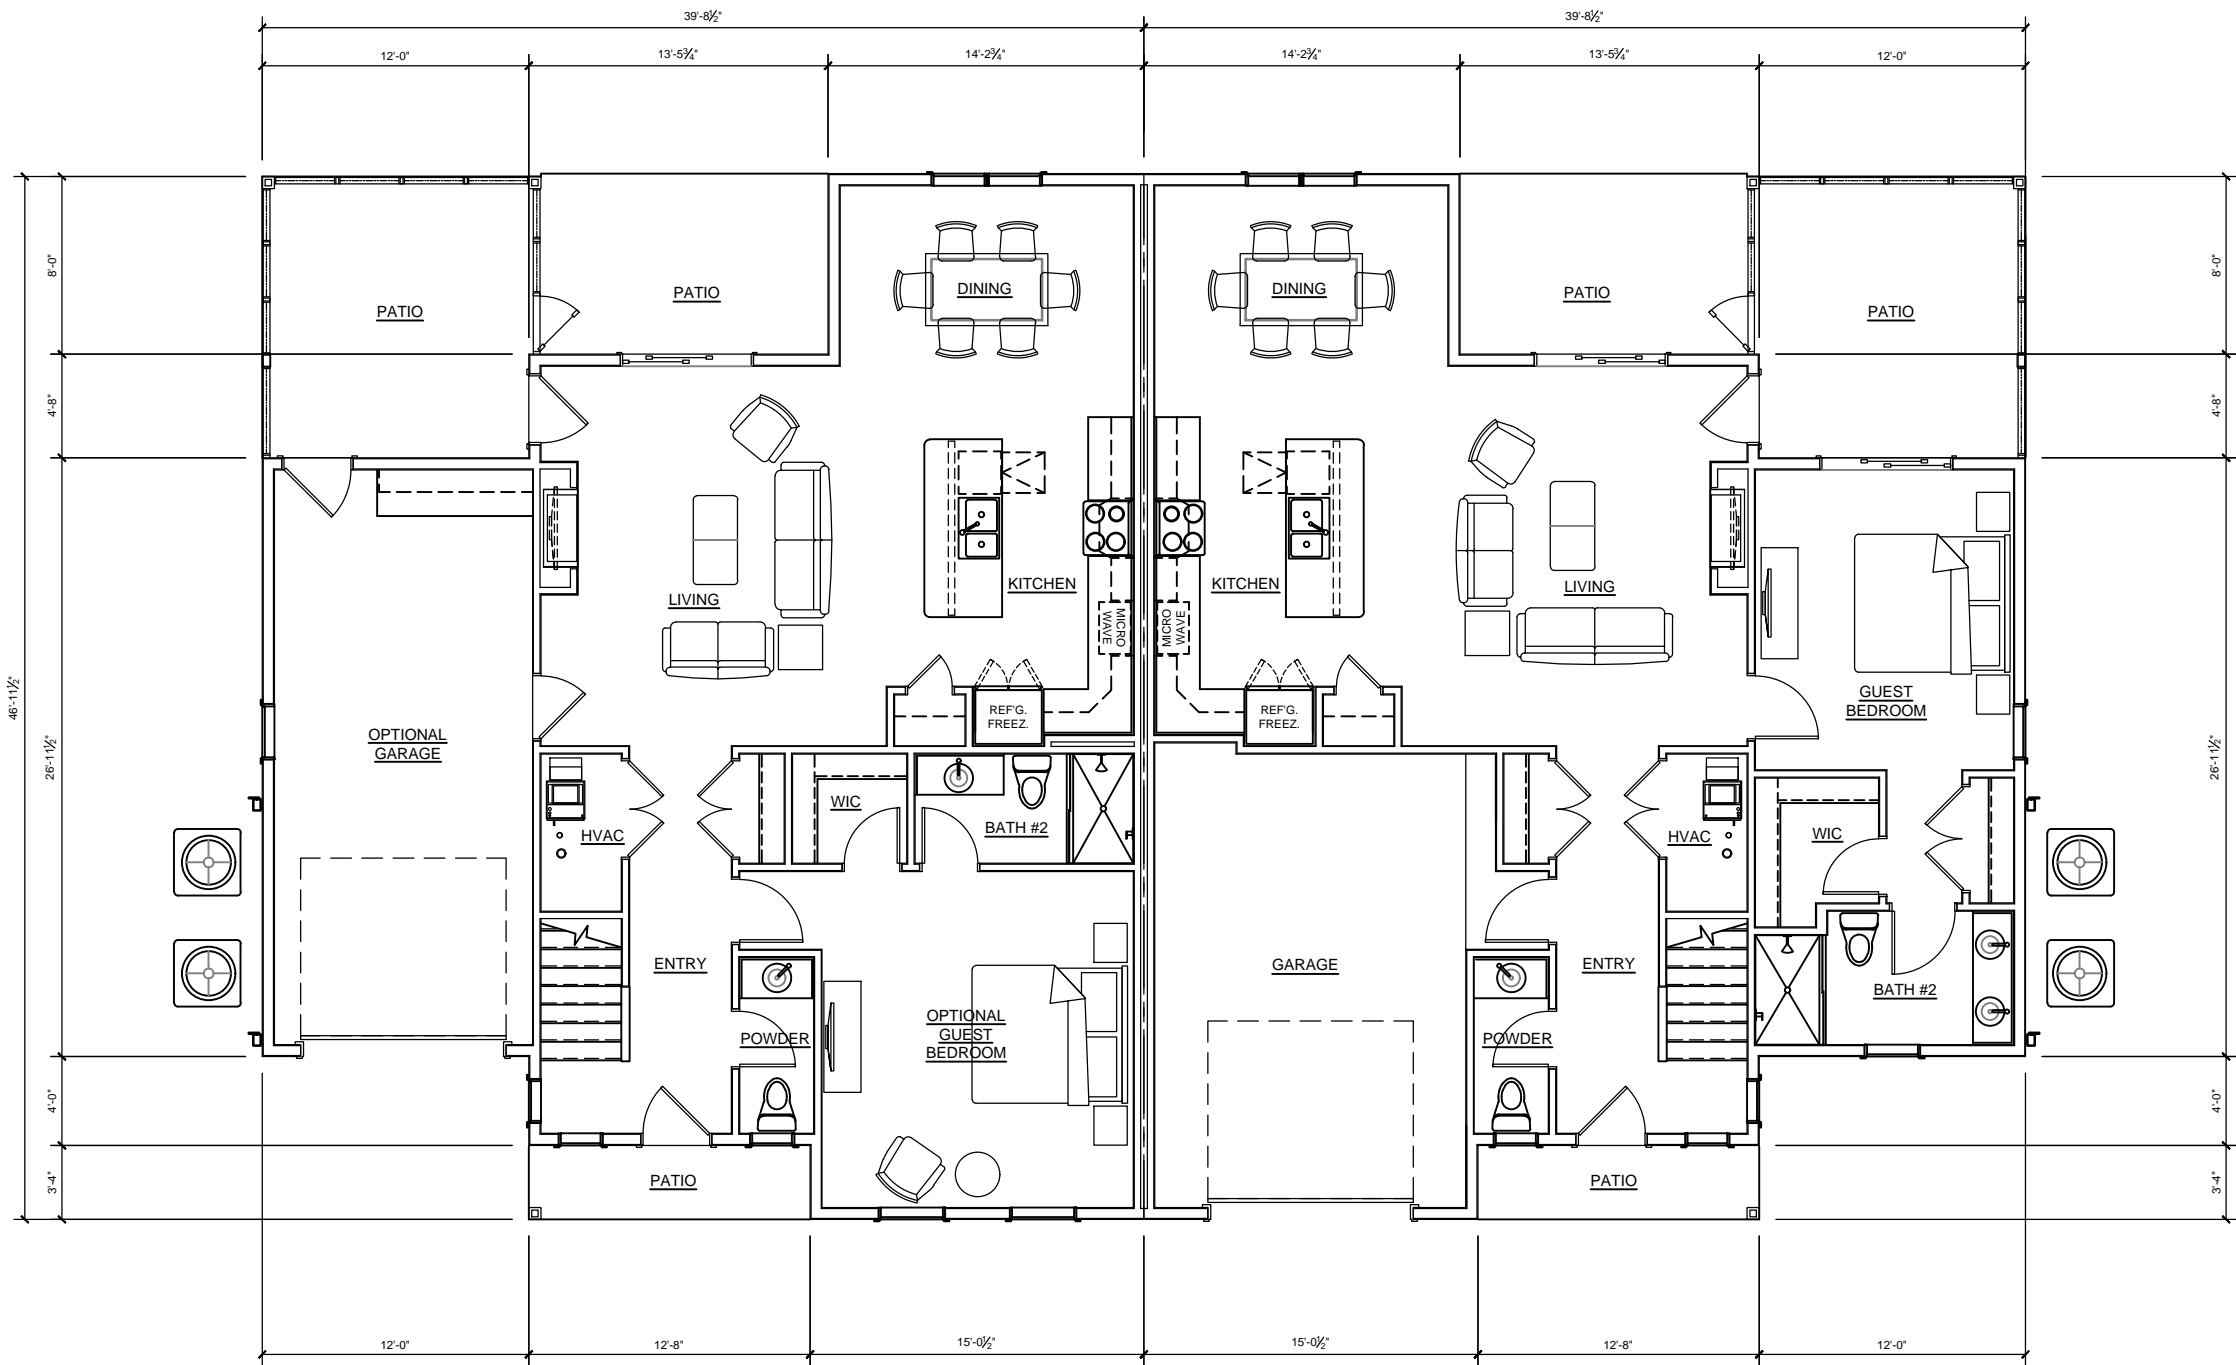 39'-8½"
39'-8½"
12'-0"
13'-5¾"
14'-2¾"
14'-2¾"
13'-5¾"
12'-0"
8'-0"
4'-8"
46'-11½"
26'-11½"
4'-0"
3'-4"
PATIO
PATIO
DINING
DINING
PATIO
PATIO
8'-0"
4'-8"
26'-11½"
4'-0"
3'-4"
LIVING
KITCHEN
MICRO
WAVE
MICRO
WAVE
KITCHEN
LIVING
OPTIONAL
GARAGE
REF'G.
FREEZ.
REF'G.
FREEZ.
GUEST
BEDROOM
HVAC
WIC
BATH #2
HVAC
WIC
ENTRY
GARAGE
ENTRY
BATH #2
POWDER
OPTIONAL
GUEST
BEDROOM
POWDER
PATIO
PATIO
12'-0"
12'-8"
15'-0½"
15'-0½"
12'-8"
12'-0"